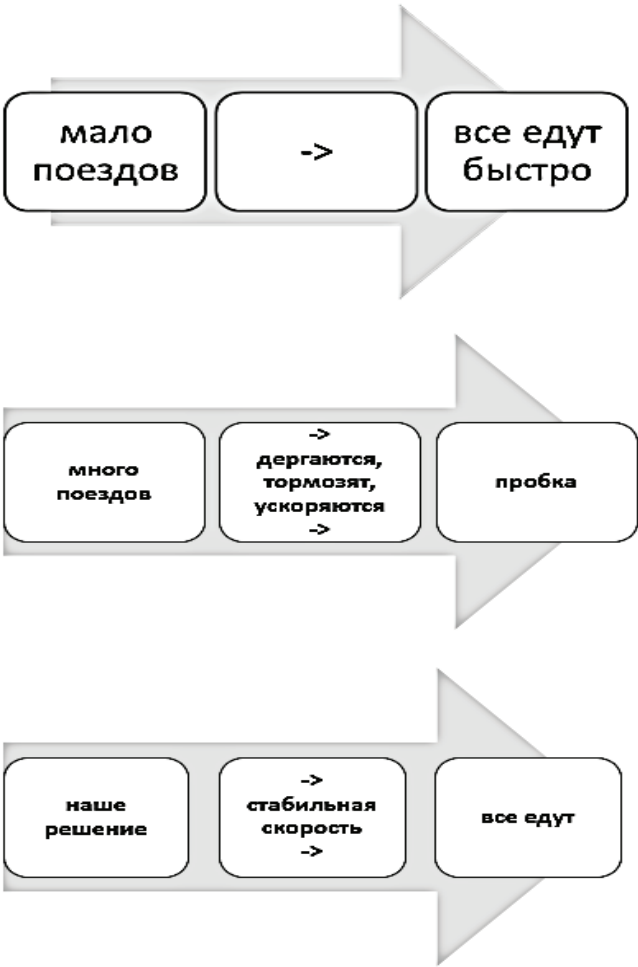 мало
поездов
->
все едут
быстро
много
поездов
->
дергаются,
тормозят,
ускоряются
->
пробка
наше
решение
->
стабильная
скорость
->
все едут